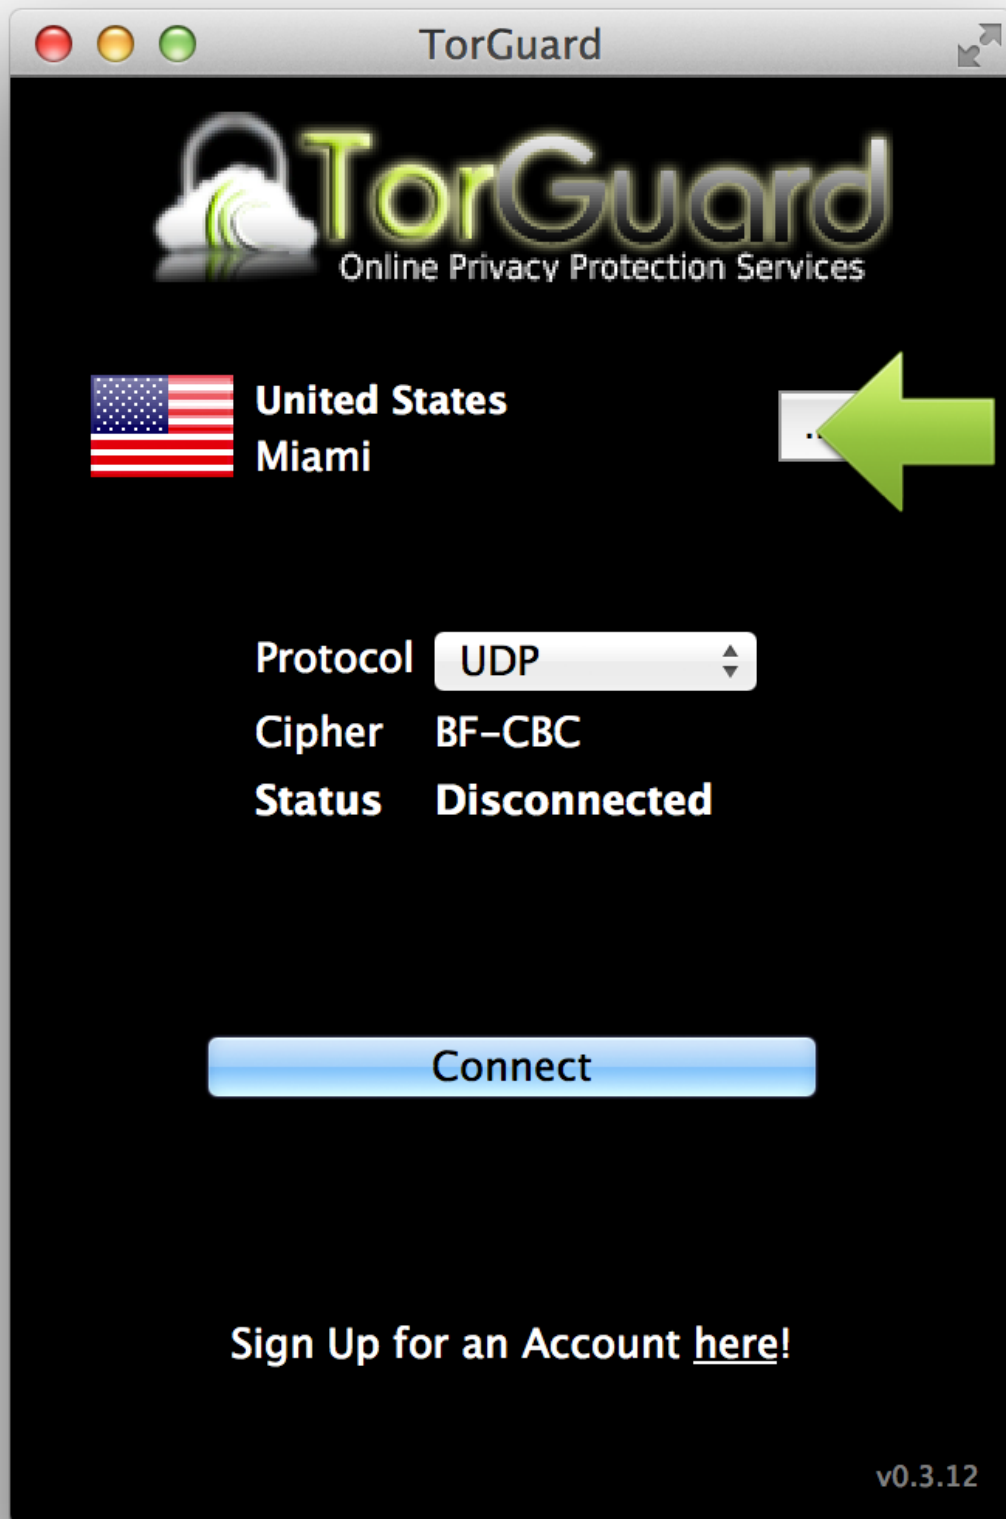 TorGuard
TorGuard
Online Privacy Protection Services
United States
Miami
Protocol UDP
Cipher BF-CBC
Status Disconnected
Connect
Sign Up for an Account here!
v0.3.12